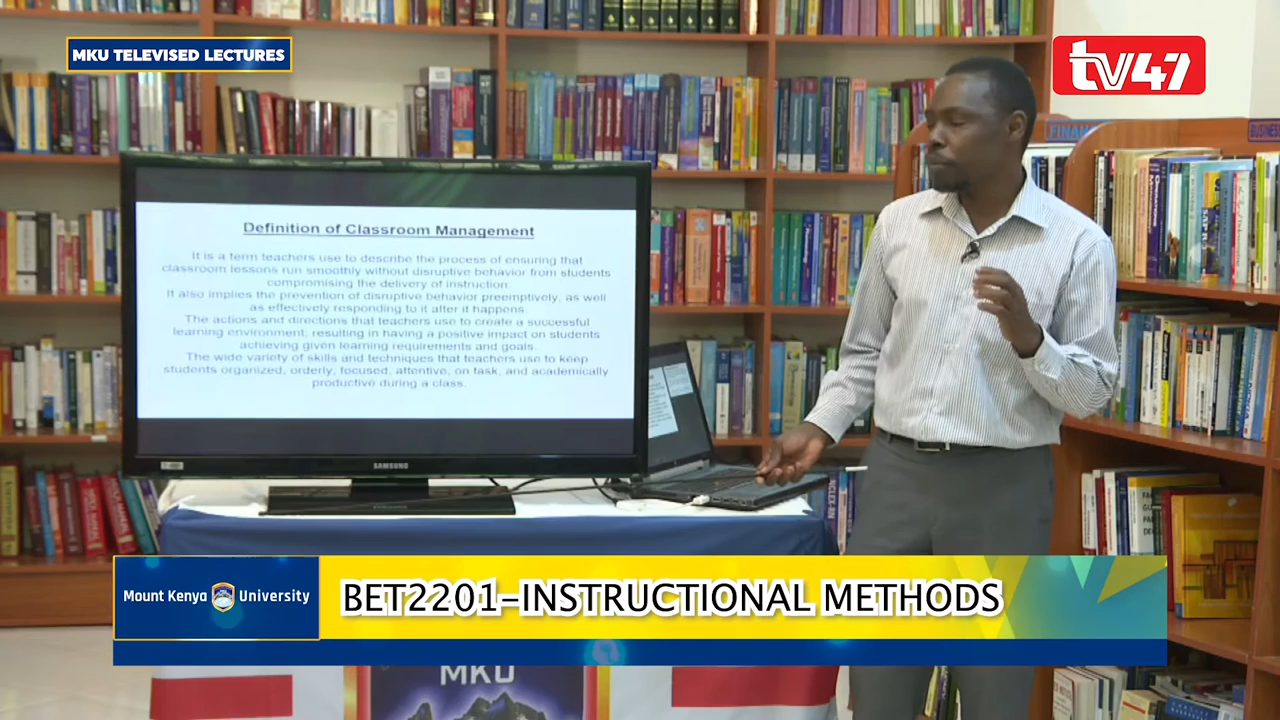 MKU TELEVISED LECTURES
tv47
FINANC
BUSINES
Definition of Classroom Management
It is a term teachers use to describe the process of ensuring that
classroom lessons run smoothly without disruptive behavior from students
compromising the delivery of instruction.
It also implies the prevention of disruptive behavior preemptively, as well
as effectively responding to it after it happens.
The actions and directions that teachers use to create a successful
learning environment; resulting in having a positive impact on students
achieving given learning requirements and goals.
The wide variety of skills and techniques that teachers use to keep
students organized, orderly, focused, attentive, on task, and academically
productive during a class.
SAMSUNG
NCLEX-RN
Mount Kenya University
BET2201-INSTRUCTIONAL METHODS
MKU